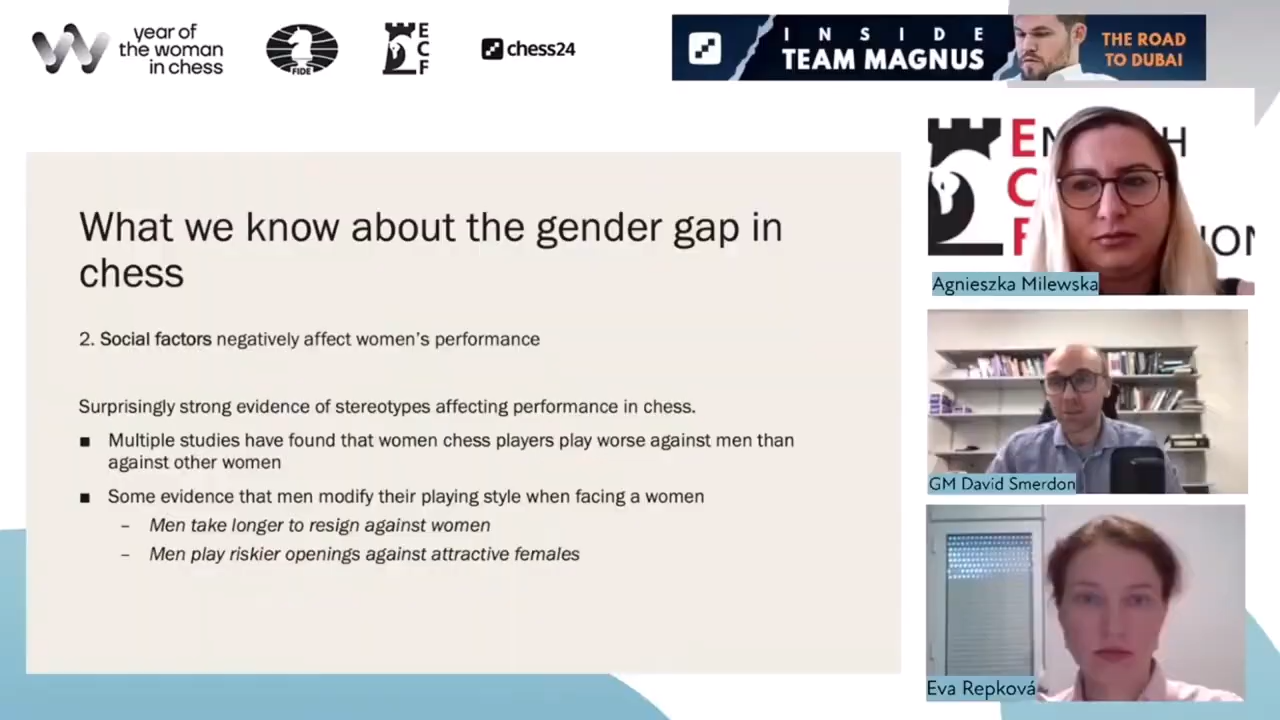 year of
the woman
in chess
FIDE
E
C
F
chess24
INSIDE
TEAM MAGNUS
THE ROAD
TO DUBAI
What we know about the gender gap in
chess
2. Social factors negatively affect women's performance
Surprisingly strong evidence of stereotypes affecting performance in chess.
■ Multiple studies have found that women chess players play worse against men than
against other women
■ Some evidence that men modify their playing style when facing a women
– Men take longer to resign against women
– Men play riskier openings against attractive females
Agnieszka Milewska
GM David Smerdon
Eva Repková